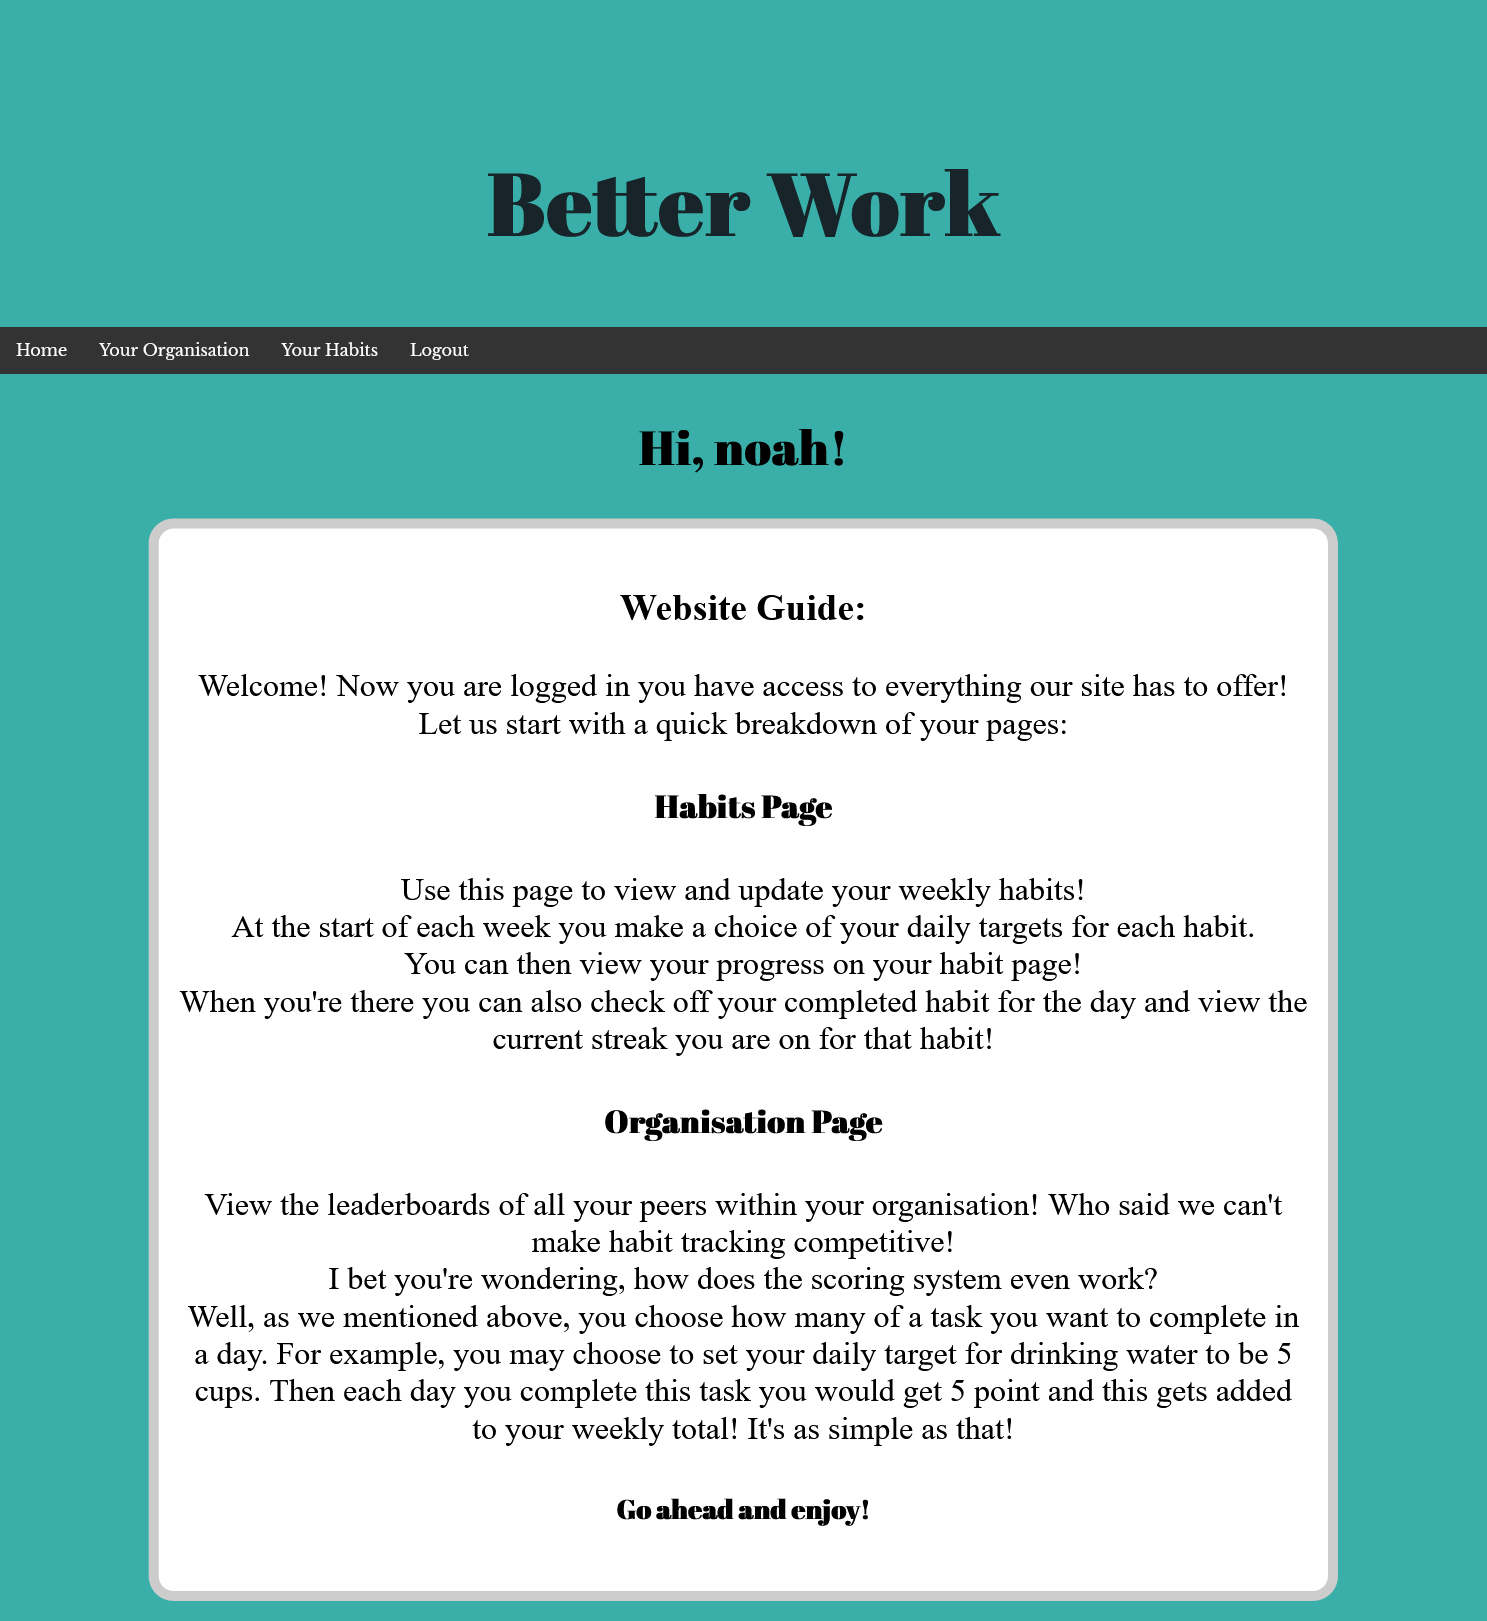 Better Work
Home Your Organisation Your Habits Logout
Hi, noah!
Website Guide:
Welcome! Now you are logged in you have access to everything our site has to offer!
Let us start with a quick breakdown of your pages:
Habits Page
Use this page to view and update your weekly habits!
At the start of each week you make a choice of your daily targets for each habit.
You can then view your progress on your habit page!
When you're there you can also check off your completed habit for the day and view the
current streak you are on for that habit!
Organisation Page
View the leaderboards of all your peers within your organisation! Who said we can't
make habit tracking competitive!
I bet you're wondering, how does the scoring system even work?
Well, as we mentioned above, you choose how many of a task you want to complete in
a day. For example, you may choose to set your daily target for drinking water to be 5
cups. Then each day you complete this task you would get 5 point and this gets added
to your weekly total! It's as simple as that!
Go ahead and enjoy!